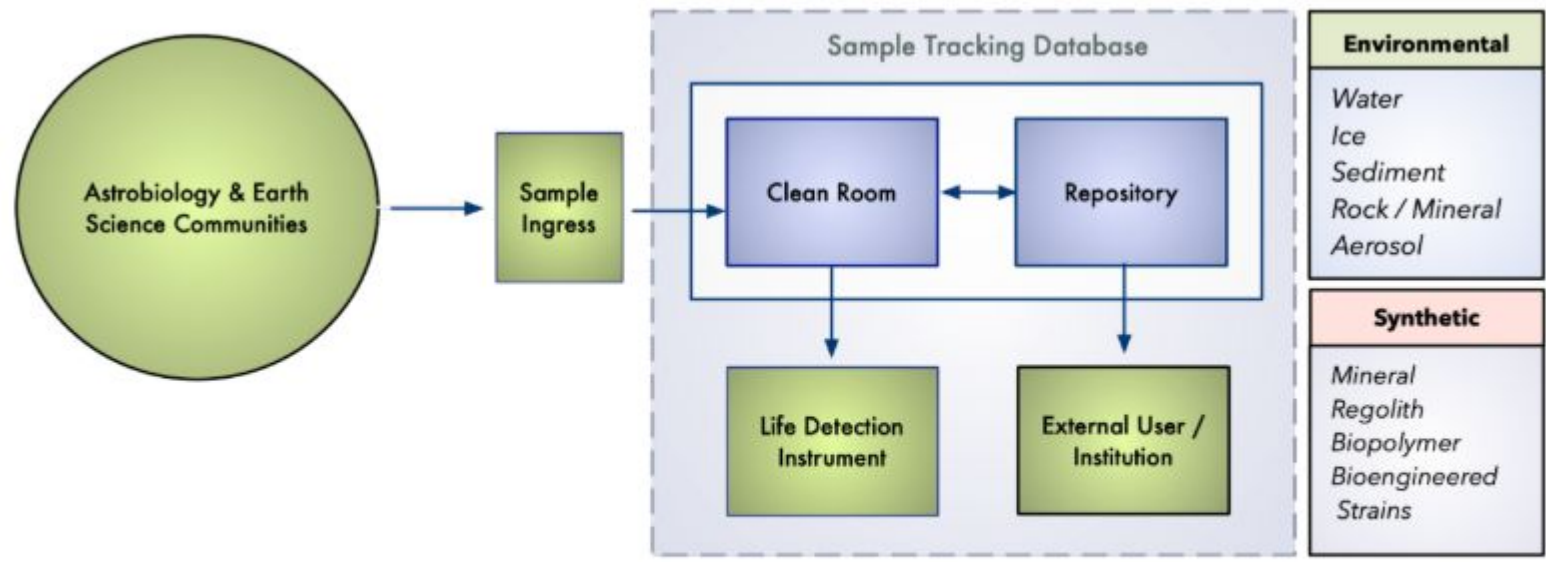 Sample Tracking Database
Astrobiology & Earth
Science Communities
Sample
Ingress
Clean Room
Repository
Life Detection
Instrument
External User /
Institution
Environmental
Water
Ice
Sediment
Rock / Mineral
Aerosol
Synthetic
Mineral
Regolith
Biopolymer
Bioengineered
Strains